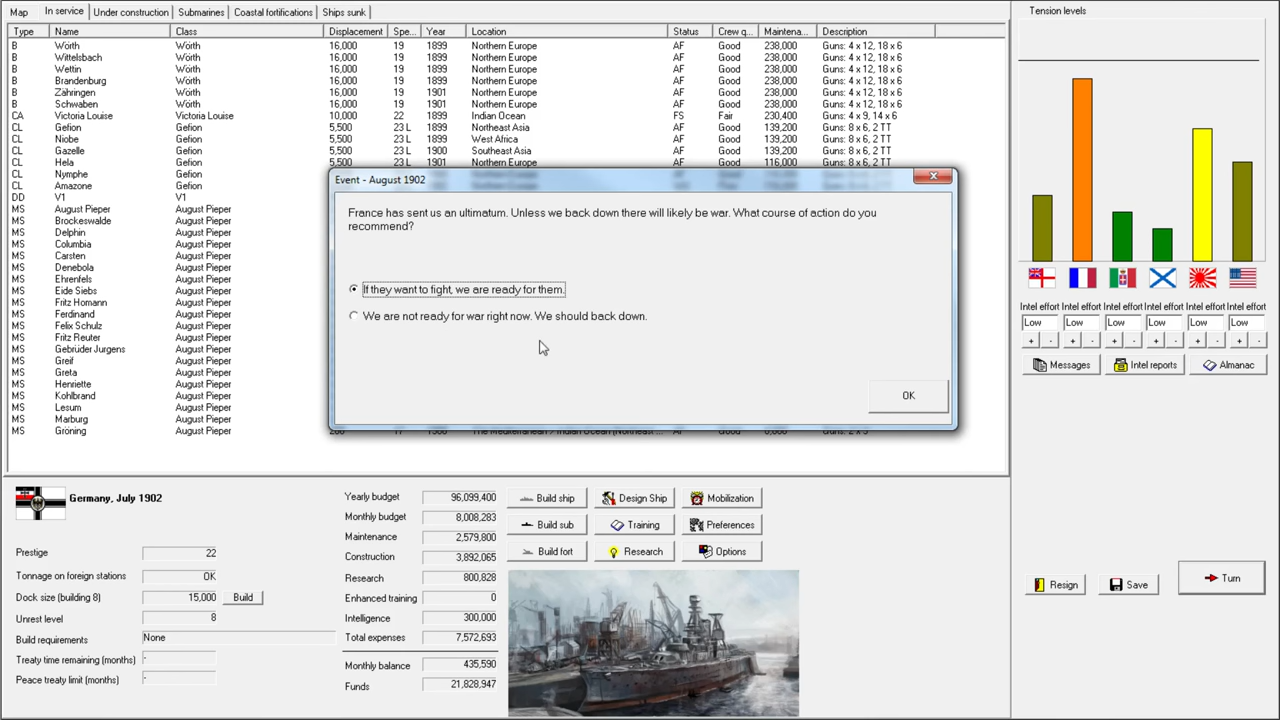 Map In service Under construction Submarines Coastal fortifications Ships sunk
Type Name Class Displacement Spe... Year Location Status Crew q... Maintena... Description
B Wörth Wörth 16,000 19 1899 Northern Europe AF Good 238,000 Guns: 4 x 12, 18 x 6
B Wittelsbach Wörth 16,000 19 1899 Northern Europe AF Good 238,000 Guns: 4 x 12, 18 x 6
B Wettin Wörth 16,000 19 1899 Northern Europe AF Good 238,000 Guns: 4 x 12, 18 x 6
B Brandenburg Wörth 16,000 19 1899 Northern Europe AF Good 238,000 Guns: 4 x 12, 18 x 6
B Zähringen Wörth 16,000 19 1901 Northern Europe AF Good 238,000 Guns: 4 x 12, 18 x 6
B Schwaben Wörth 16,000 19 1901 Northern Europe AF Good 238,000 Guns: 4 x 12, 18 x 6
CA Victoria Louise Victoria Louise 10,000 22 1899 Indian Ocean FS Fair 230,400 Guns: 4 x 9, 14 x 6
CL Gefion Gefion 5,500 23 L 1899 Northeast Asia AF Good 139,200 Guns: 8 x 6, 2 TT
CL Niobe Gefion 5,500 23 L 1899 West Africa AF Good 139,200 Guns: 8 x 6, 2 TT
CL Gazelle Gefion 5,500 23 L 1900 Southeast Asia AF Good 139,200 Guns: 8 x 6, 2 TT
CL Hela Gefion 5,500 23 L 1901 Northern Europe AF Good 116,000 Guns: 8 x 6, 2 TT
CL Nymphe Gefion
CL Amazone Gefion
DD V1 V1
MS August Pieper August Pieper
MS Brockeswalde August Pieper
MS Delphin August Pieper
MS Columbia August Pieper
MS Carsten August Pieper
MS Denebola August Pieper
MS Ehrenfels August Pieper
MS Eide Siebs August Pieper
MS Fritz Homann August Pieper
MS Ferdinand August Pieper
MS Felix Schulz August Pieper
MS Fritz Reuter August Pieper
MS Gebrüder Jurgens August Pieper
MS Greif August Pieper
MS Greta August Pieper
MS Henriette August Pieper
MS Kohlbrand August Pieper
MS Lesum August Pieper
MS Marburg August Pieper
MS Gröning August Pieper
Event - August 1902
France has sent us an ultimatum. Unless we back down there will likely be war. What course of action do you
recommend?
If they want to fight, we are ready for them.
We are not ready for war right now. We should back down.
OK
Tension levels
Intel effort Intel effort Intel effort Intel effort Intel effort Intel effort
Low Low Low Low Low Low
+ - + - + - + - + - + -
Messages Intel reports Almanac
Germany, July 1902
Prestige 22
Tonnage on foreign stations OK
Dock size (building 8) 15,000 Build
Unrest level 8
Build requirements None
Treaty time remaining (months) -
Peace treaty limit (months) -
Yearly budget 96,099,400
Monthly budget 8,008,283
Maintenance 2,579,800
Construction 3,892,065
Research 800,828
Enhanced training 0
Intelligence 300,000
Total expenses 7,572,693
Monthly balance 435,590
Funds 21,828,947
Build ship Design Ship Mobilization
Build sub Training Preferences
Build fort Research Options
Resign Save Turn